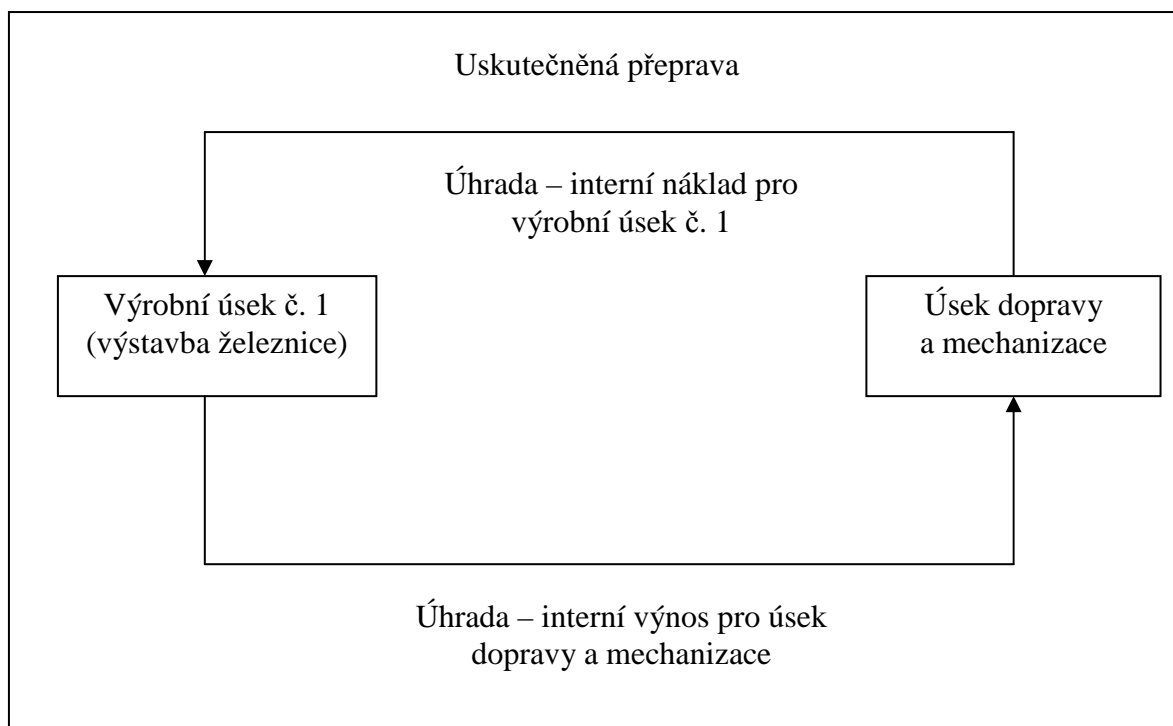 Uskutečněná přeprava
Úhrada – interní náklad pro
výrobní úsek č. 1
Výrobní úsek č. 1
(výstavba železnice)
Úsek dopravy
a mechanizace
Úhrada – interní výnos pro úsek
dopravy a mechanizace